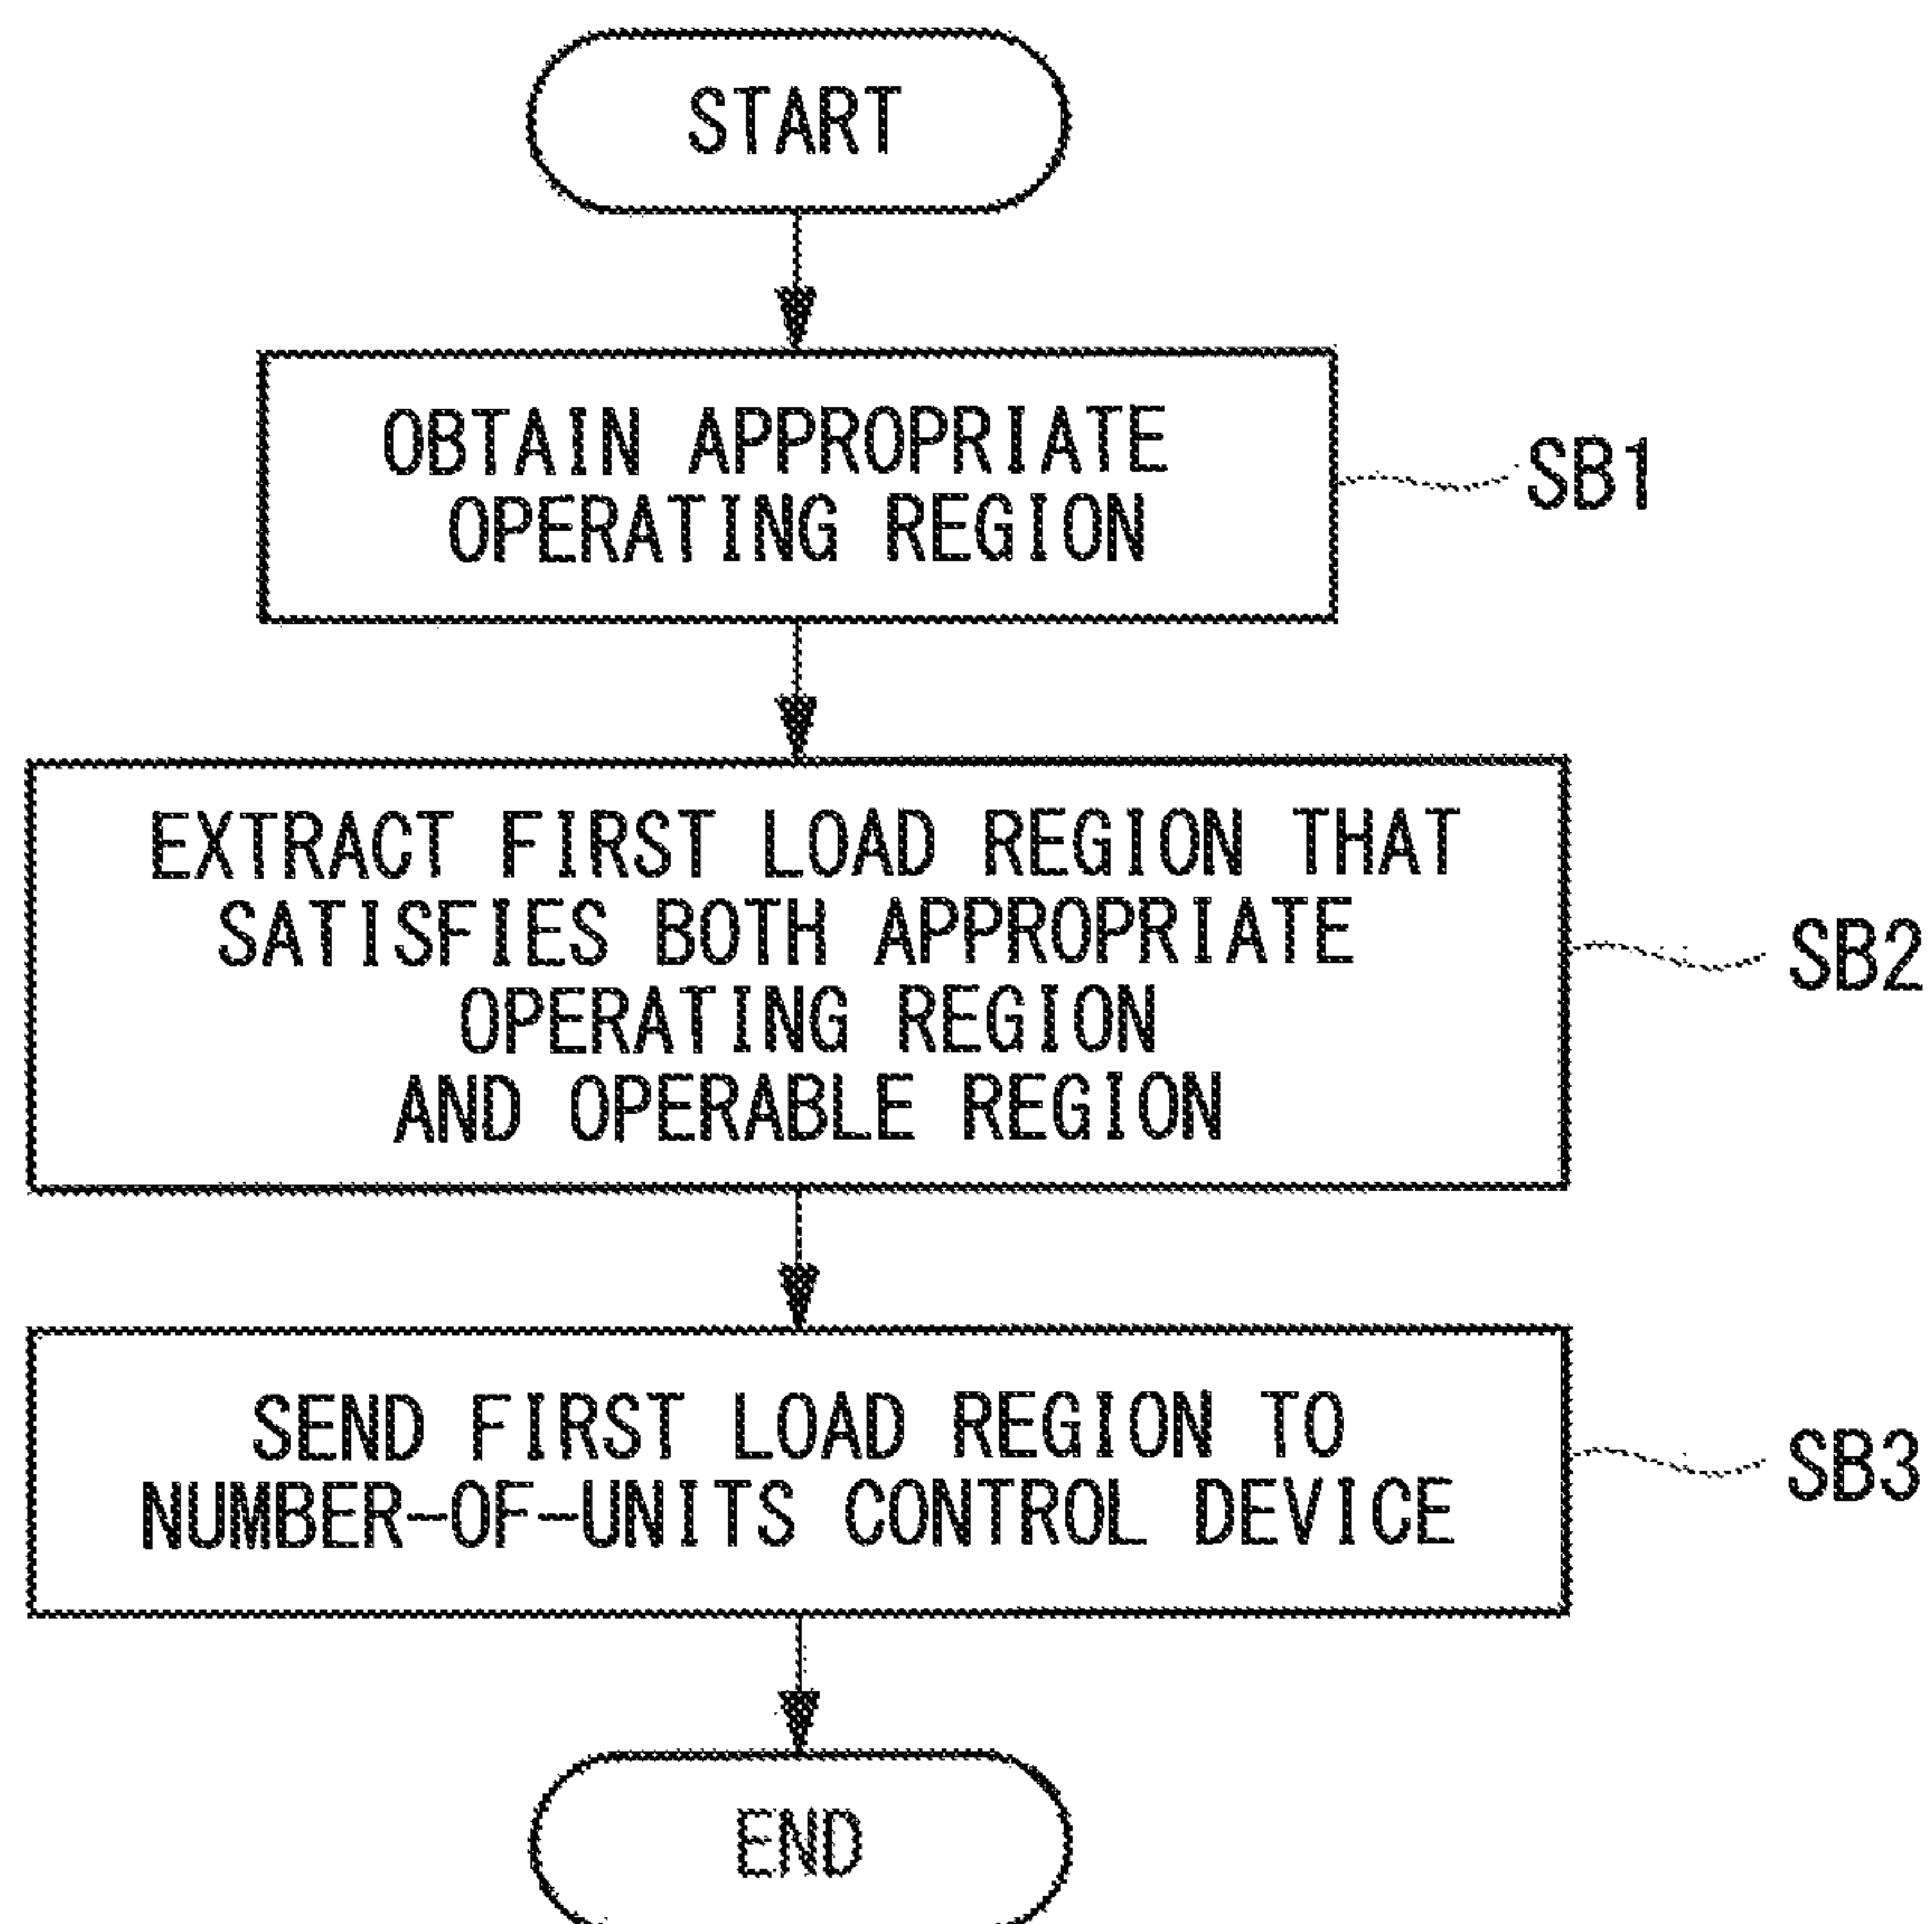 START
OBTAIN APPROPRIATE
OPERATING REGION
SB1
EXTRACT FIRST LOAD REGION THAT
SATISFIES BOTH APPROPRIATE
OPERATING REGION
AND OPERABLE REGION
SB2
SEND FIRST LOAD REGION TO
NUMBER-OF-UNITS CONTROL DEVICE
SB3
END